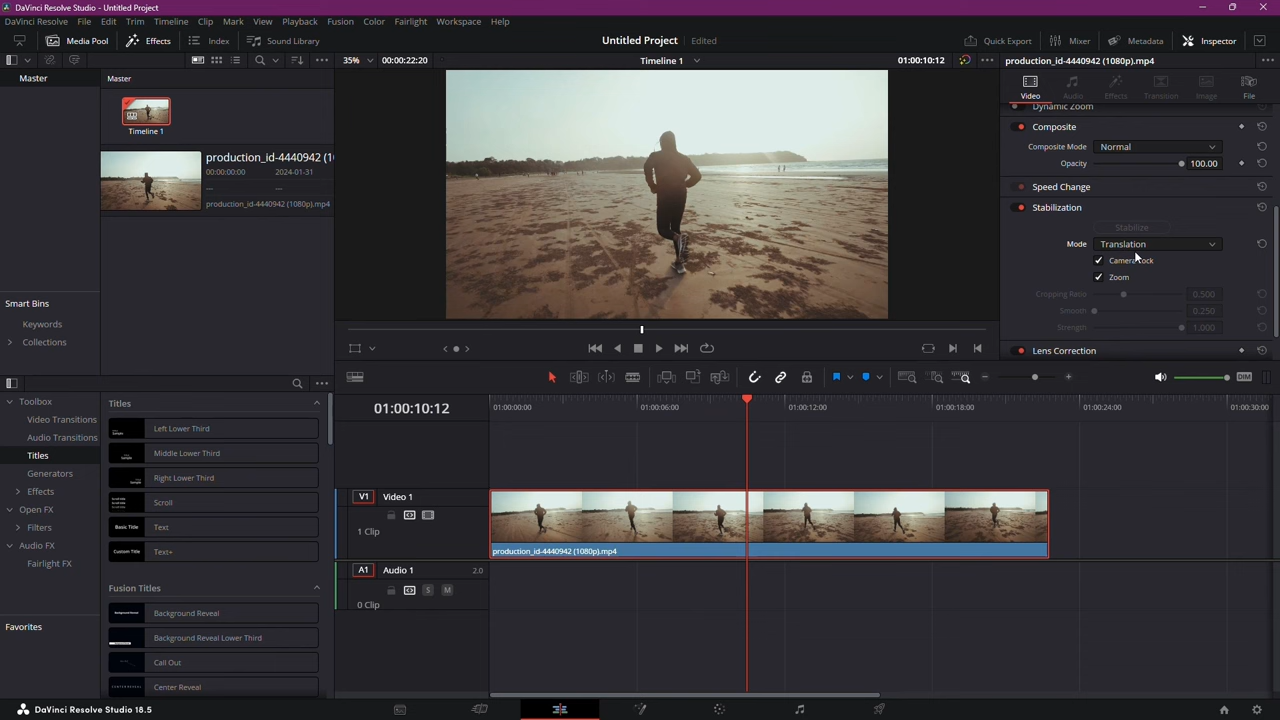 DaVinci Resolve Studio - Untitled Project
DaVinci Resolve File Edit Trim Timeline Clip Mark View Playback Fusion Color Fairlight Workspace Help
Media Pool Effects Index Sound Library Untitled Project Edited Quick Export Mixer Metadata Inspector
35% 00:00:22:20 Timeline 1 01:00:10:12 production_id-4440942 (1080p).mp4
Master
Master
Timeline 1
production_id-4440942 (1
00:00:00:00 2024-01-31
-- --
production_id-4440942 (1080p).mp4
Smart Bins
Keywords
Collections
Video Audio Effects Transition Image File
Dynamic Zoom
Composite
Composite Mode Normal
Opacity 100.00
Speed Change
Stabilization
Stabilize
Mode Translation
Camera Lock
Zoom
Cropping Ratio 0.500
Smooth 0.250
Strength 1.000
Lens Correction
DIM
Toolbox
Video Transitions
Audio Transitions
Titles
Generators
Effects
Open FX
Filters
Audio FX
Fairlight FX
Favorites
Titles
Left Lower Third
Middle Lower Third
Right Lower Third
Scroll
Basic Title Text
Custom Title Text+
Fusion Titles
Background Reveal
Background Reveal Lower Third
Call Out
Center Reveal
01:00:10:12
01:00:00:00 01:00:06:00 01:00:12:00 01:00:18:00 01:00:24:00 01:00:30:00
V1 Video 1
1 Clip
production_id-4440942 (1080p).mp4
A1 Audio 1 2.0
S M
0 Clip
DaVinci Resolve Studio 18.5